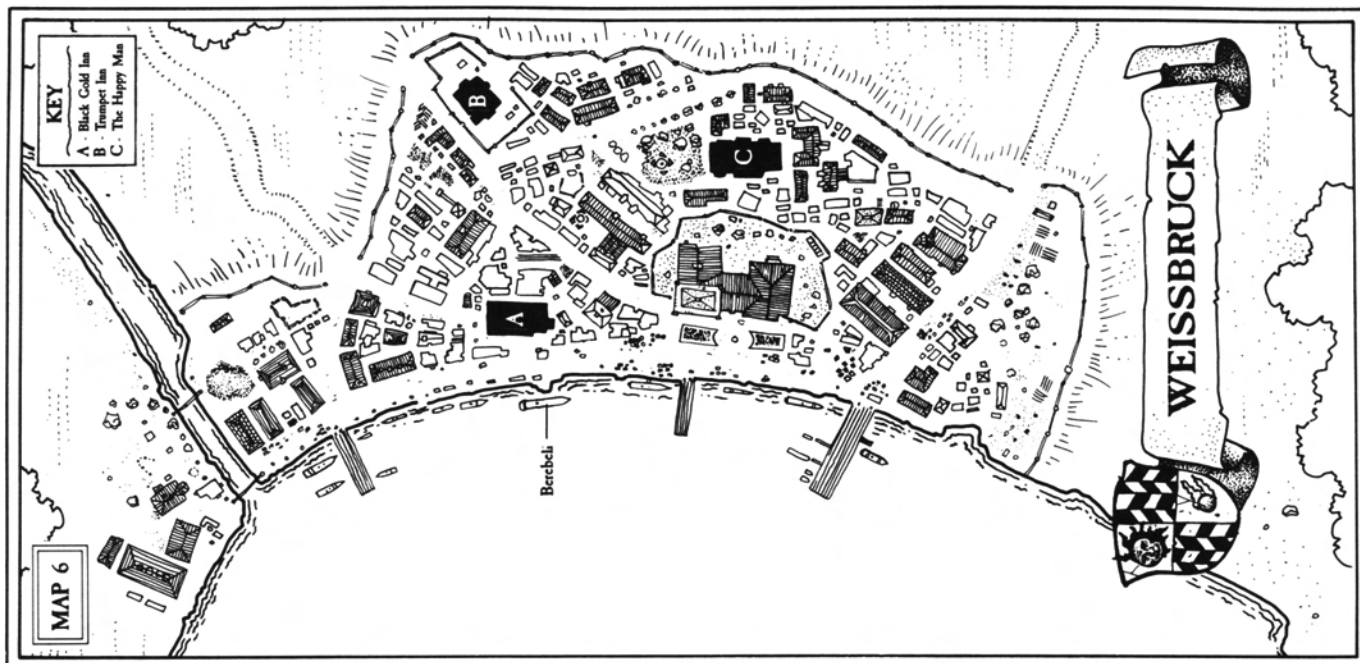 KEY
A Black Gold Inn
B Trumpet Inn
C The Happy Man
B
C
A
WEISSBRUCK
Berebeli
MAP 6